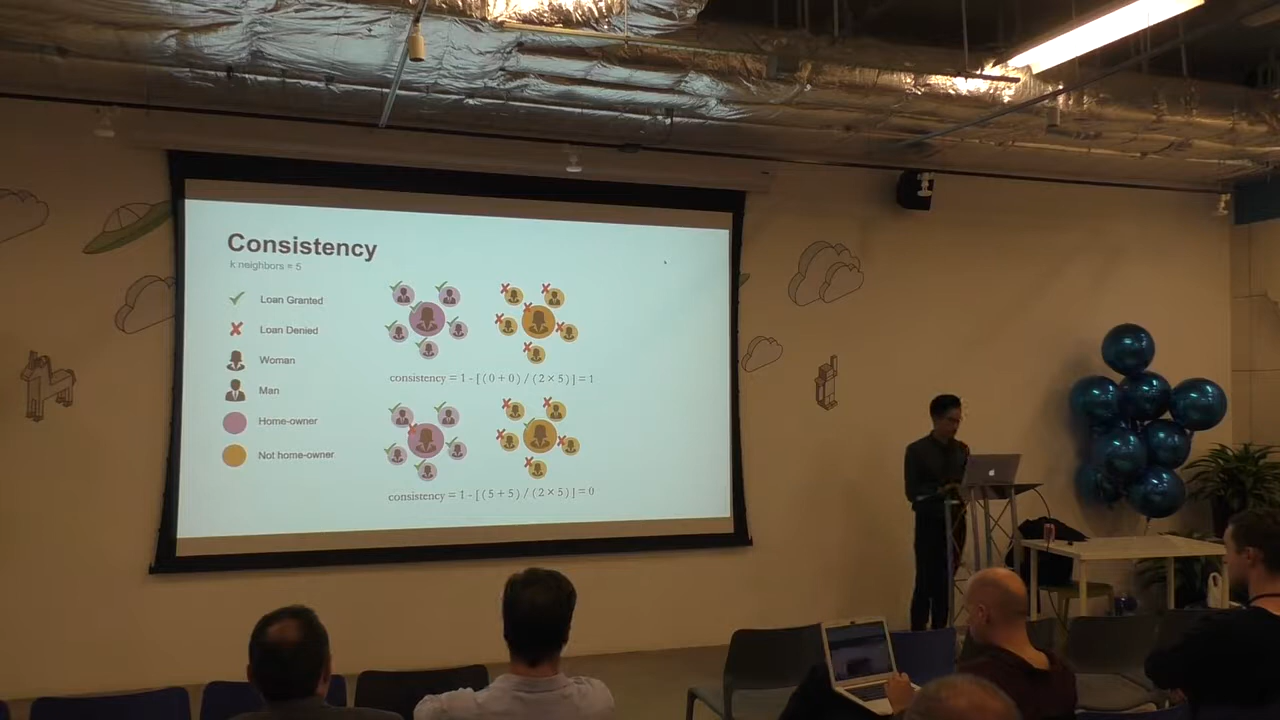 Consistency
k neighbors = 5
Loan Granted
Loan Denied
Woman
Man
Home-owner
Not home-owner
consistency = 1 - [ ( 0 + 0 ) / ( 2 × 5 ) ] = 1
consistency = 1 - [ ( 5 + 5 ) / ( 2 × 5 ) ] = 0